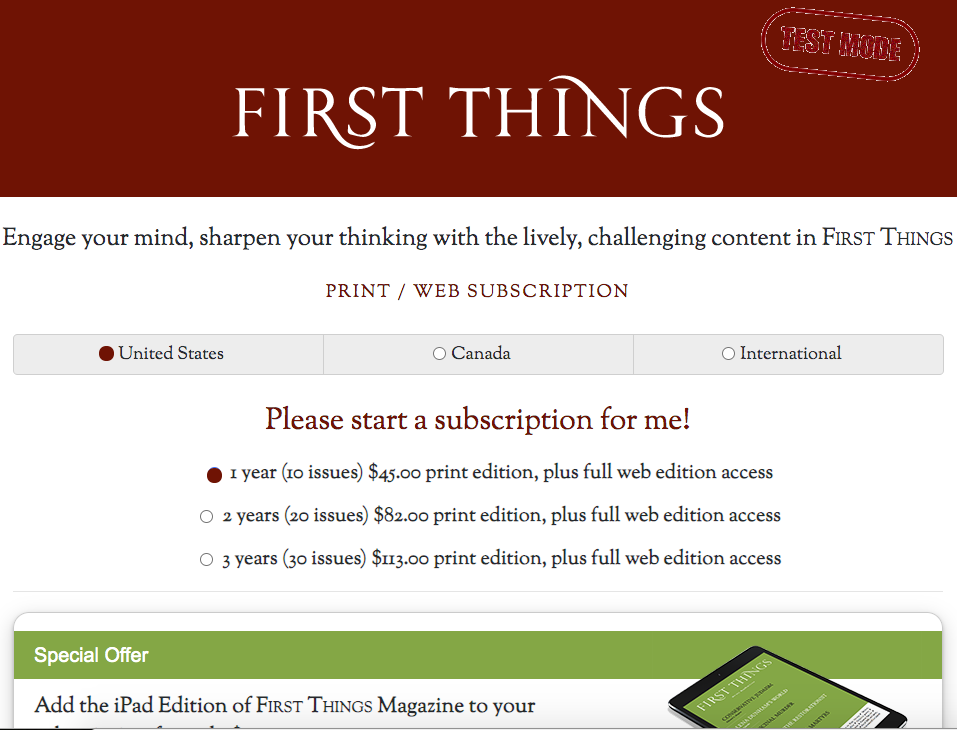 TEST MODE
FIRST THINGS
Engage your mind, sharpen your thinking with the lively, challenging content in FIRST THINGS
PRINT / WEB SUBSCRIPTION
United States
Canada
International
Please start a subscription for me!
1 year (10 issues) $45.00 print edition, plus full web edition access
2 years (20 issues) $82.00 print edition, plus full web edition access
3 years (30 issues) $113.00 print edition, plus full web edition access
Special Offer
FIRST THINGS
Add the iPad Edition of FIRST THINGS Magazine to your